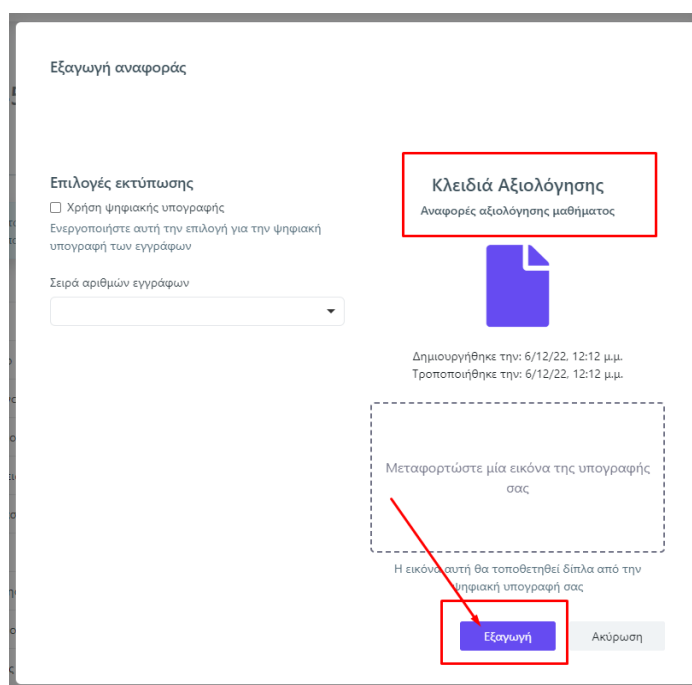 Εξαγωγή αναφοράς
Επιλογές εκτύπωσης
Χρήση ψηφιακής υπογραφής
Ενεργοποιήστε αυτή την επιλογή για την ψηφιακή
υπογραφή των εγγράφων
Σειρά αριθμών εγγράφων
Κλειδιά Αξιολόγησης
Αναφορές αξιολόγησης μαθήματος
Δημιουργήθηκε την: 6/12/22, 12:12 μ.μ.
Τροποποιήθηκε την: 6/12/22, 12:12 μ.μ.
Μεταφορτώστε μία εικόνα της υπογραφής
σας
Η εικόνα αυτή θα τοποθετηθεί δίπλα από την
ψηφιακή υπογραφή σας
Εξαγωγή
Ακύρωση